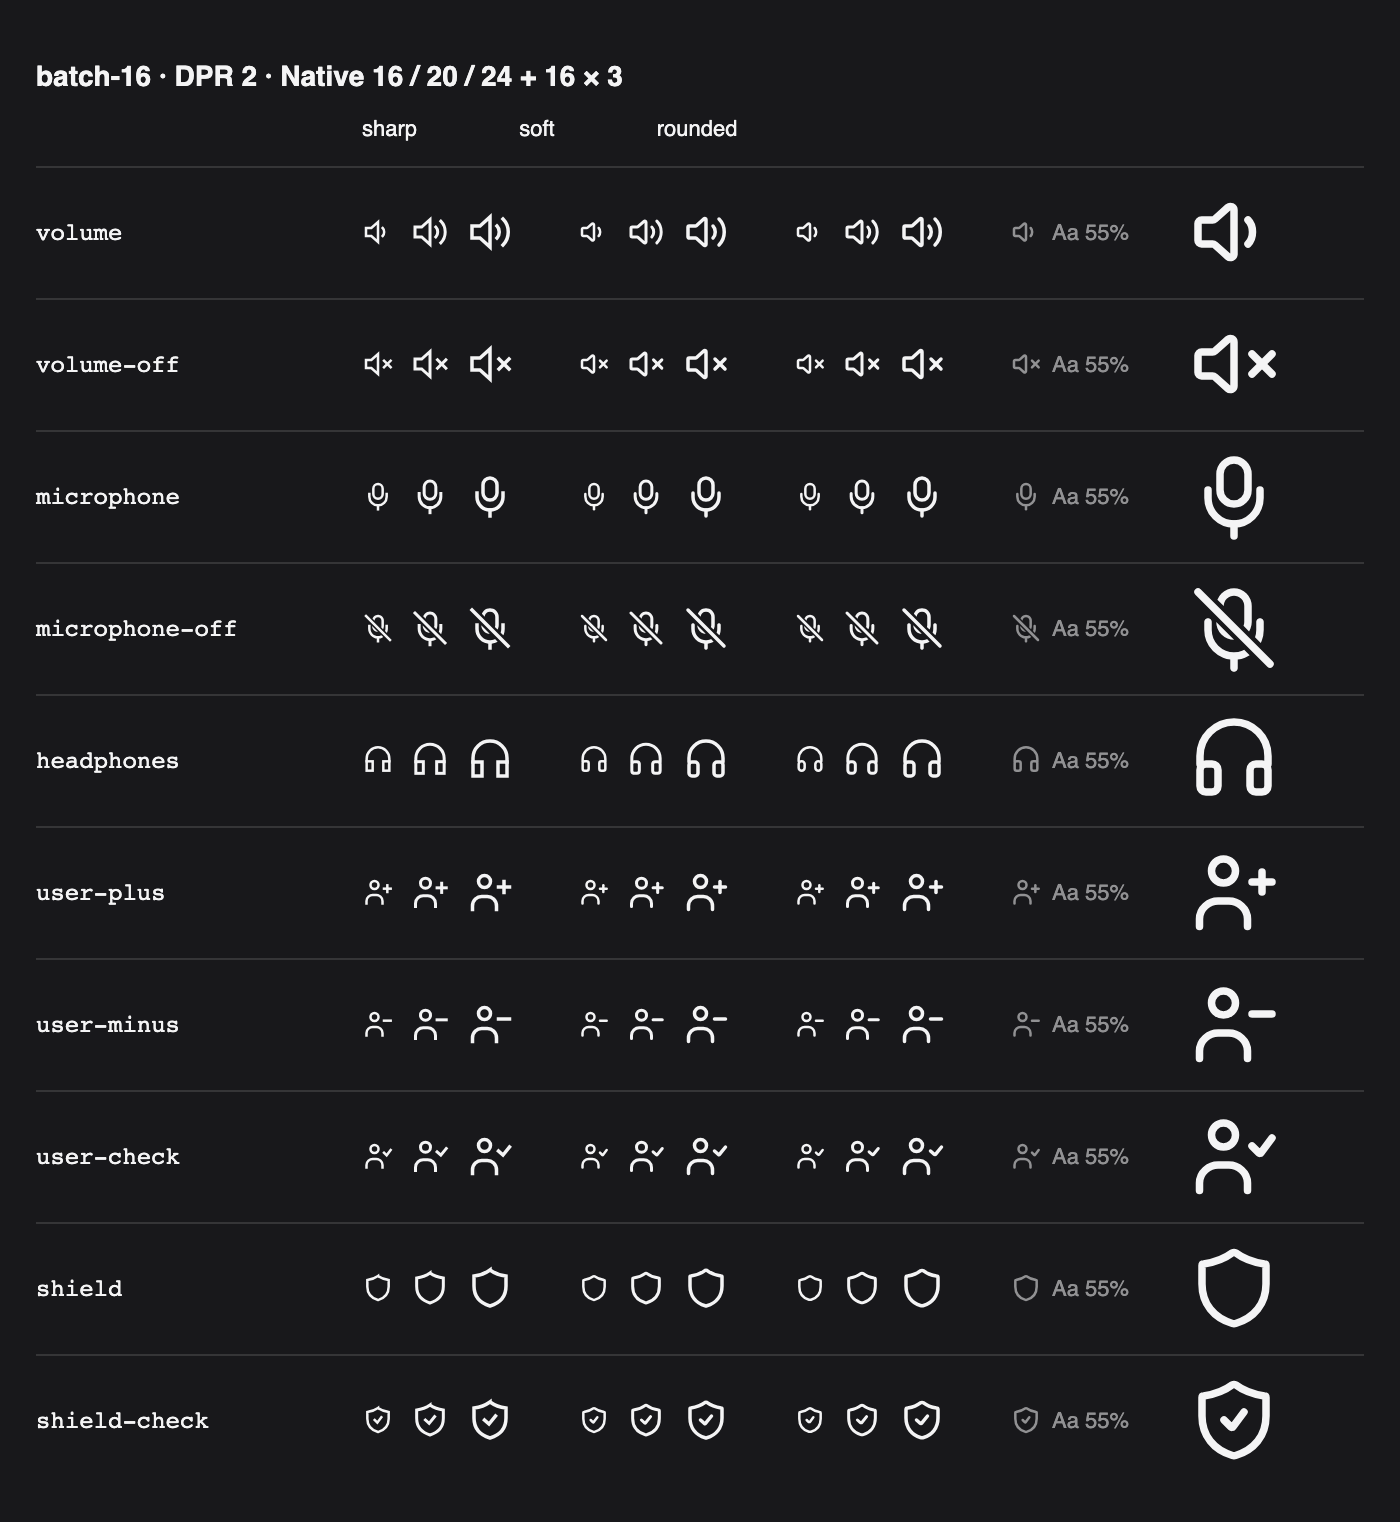 batch-16 · DPR 2 · Native 16 / 20 / 24 + 16 × 3
sharp soft rounded
volume Aa 55%
volume-off Aa 55%
microphone Aa 55%
microphone-off Aa 55%
headphones Aa 55%
user-plus Aa 55%
user-minus Aa 55%
user-check Aa 55%
shield Aa 55%
shield-check Aa 55%